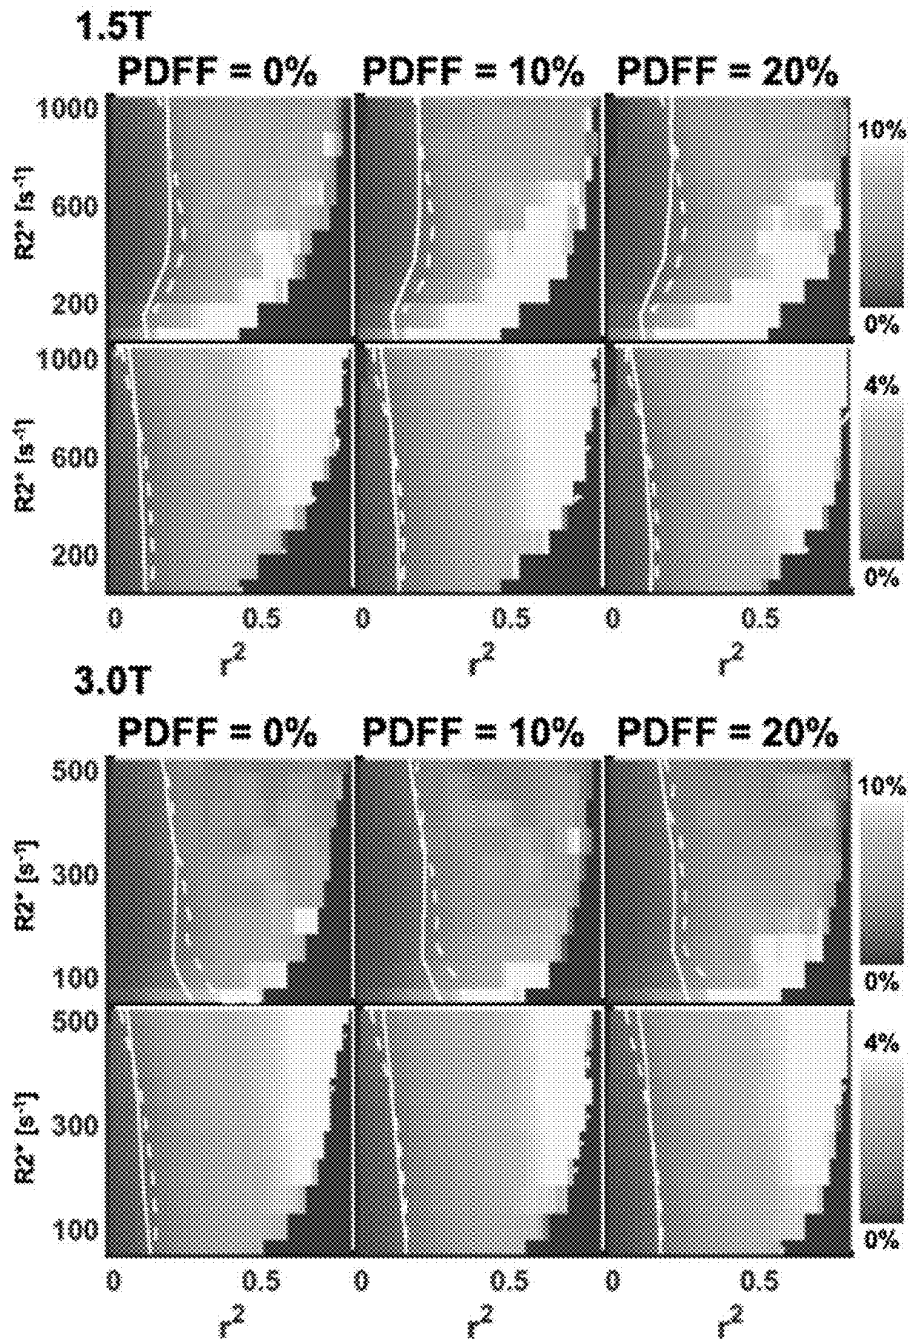 1.5T
PDFF = 0% PDFF = 10% PDFF = 20%
1000
600
200
R2* [s⁻¹]
10%
0%
1000
600
200
R2* [s⁻¹]
4%
0%
0 0.5 0 0.5 0 0.5
r² r² r²
3.0T
PDFF = 0% PDFF = 10% PDFF = 20%
500
300
100
R2* [s⁻¹]
10%
0%
500
300
100
R2* [s⁻¹]
4%
0%
0 0.5 0 0.5 0 0.5
r² r² r²